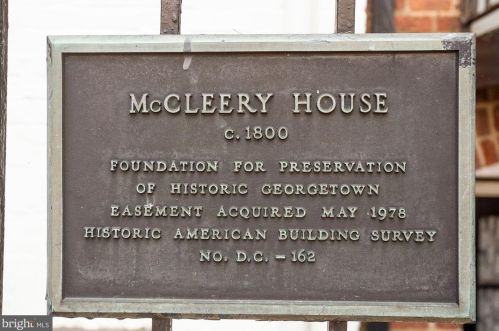 McCLEERY HOUSE
C. 1800
FOUNDATION FOR PRESERVATION
OF HISTORIC GEORGETOWN
EASEMENT ACQUIRED MAY 1978
HISTORIC AMERICAN BUILDING SURVEY
NO. D.C. - 162
bright MLS